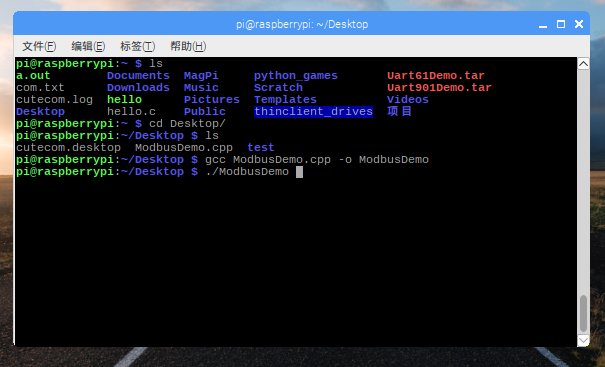 pi@raspberrypi: ~/Desktop
文件(F) 编辑(E) 标签(T) 帮助(H)
pi@raspberrypi:~ $ ls
a.out Documents MagPi python_games Uart61Demo.tar
com.txt Downloads Music Scratch Uart901Demo.tar
cutecom.log hello Pictures Templates Videos
Desktop hello.c Public thinclient_drives 项目
pi@raspberrypi:~ $ cd Desktop/
pi@raspberrypi:~/Desktop $ ls
cutecom.desktop ModbusDemo.cpp test
pi@raspberrypi:~/Desktop $ gcc ModbusDemo.cpp -o ModbusDemo
pi@raspberrypi:~/Desktop $ ./ModbusDemo